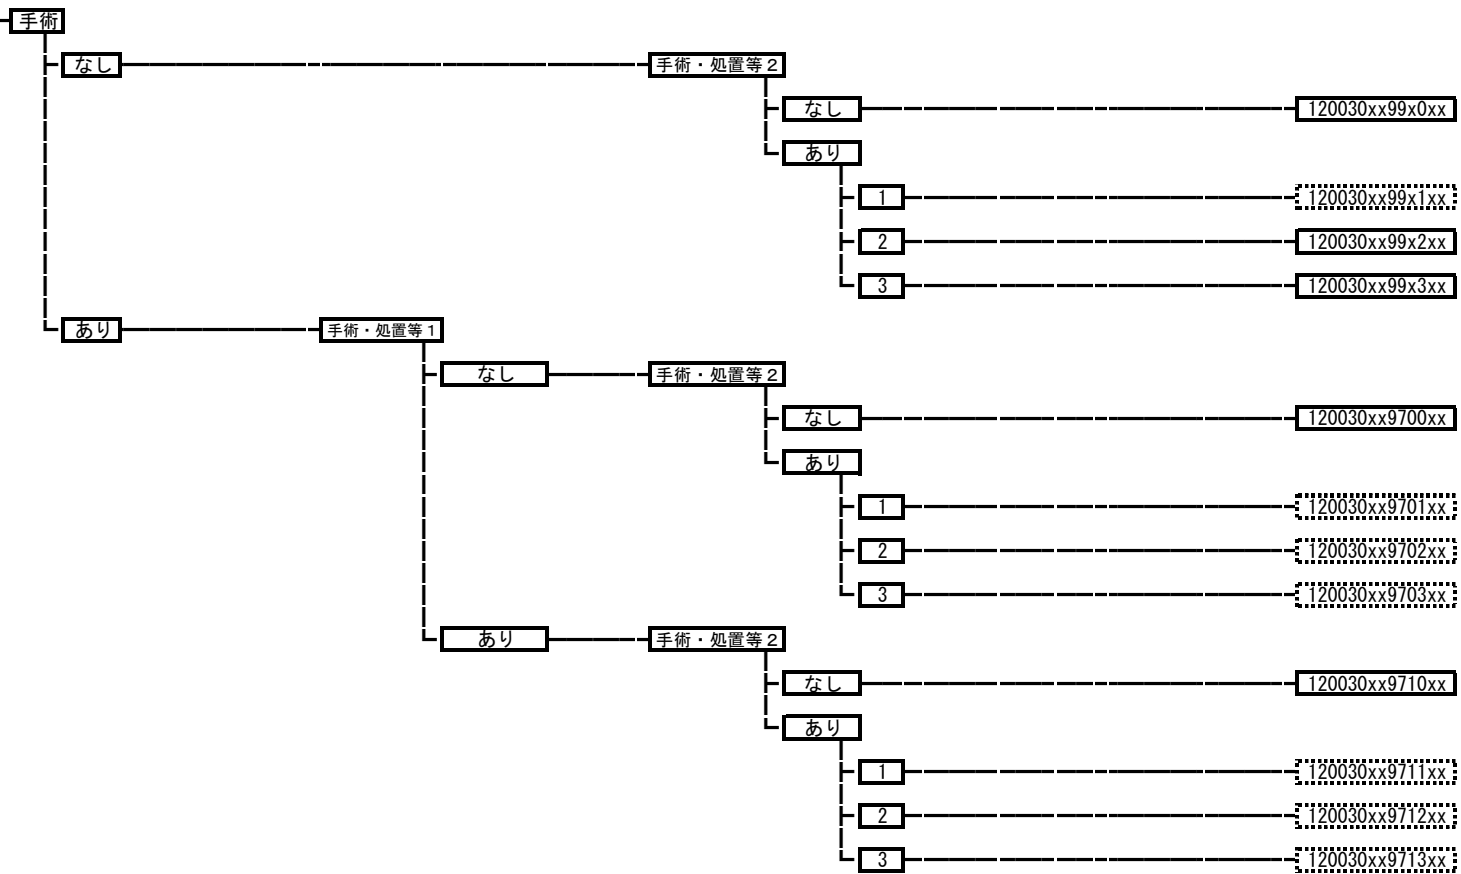 手術
なし 手術・処置等2
なし 120030xx99x0xx
あり
1 120030xx99x1xx
2 120030xx99x2xx
3 120030xx99x3xx
あり 手術・処置等1
なし 手術・処置等2
なし 120030xx9700xx
あり
1 120030xx9701xx
2 120030xx9702xx
3 120030xx9703xx
あり 手術・処置等2
なし 120030xx9710xx
あり
1 120030xx9711xx
2 120030xx9712xx
3 120030xx9713xx